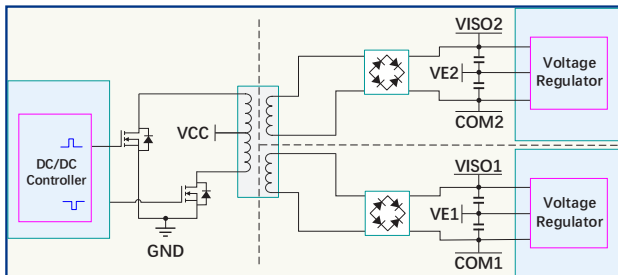 VISO2
Voltage
Regulator
VE2
COM2
VCC
DC/DC
Controller
GND
VISO1
Voltage
Regulator
VE1
COM1